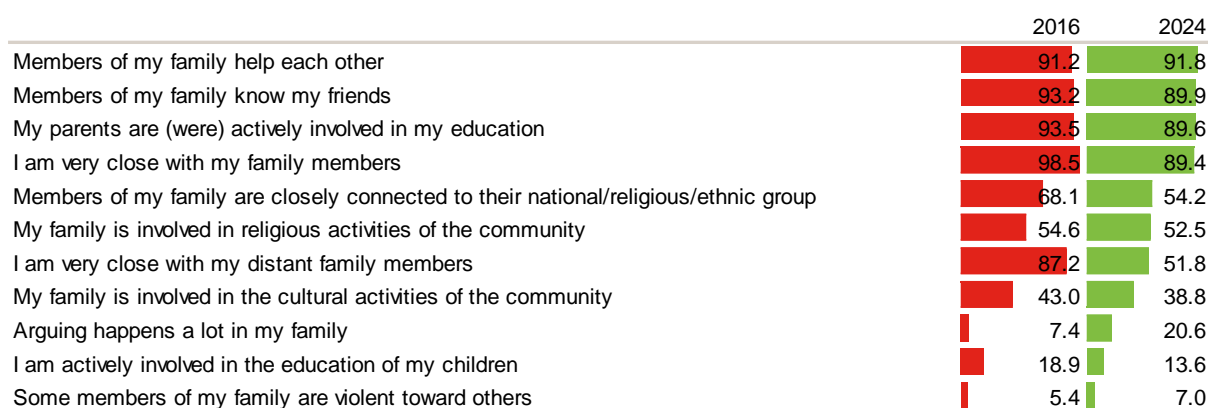 2016 2024
Members of my family help each other 91.2 91.8
Members of my family know my friends 93.2 89.9
My parents are (were) actively involved in my education 93.5 89.6
I am very close with my family members 98.5 89.4
Members of my family are closely connected to their national/religious/ethnic group 68.1 54.2
My family is involved in religious activities of the community 54.6 52.5
I am very close with my distant family members 87.2 51.8
My family is involved in the cultural activities of the community 43.0 38.8
Arguing happens a lot in my family 7.4 20.6
I am actively involved in the education of my children 18.9 13.6
Some members of my family are violent toward others 5.4 7.0